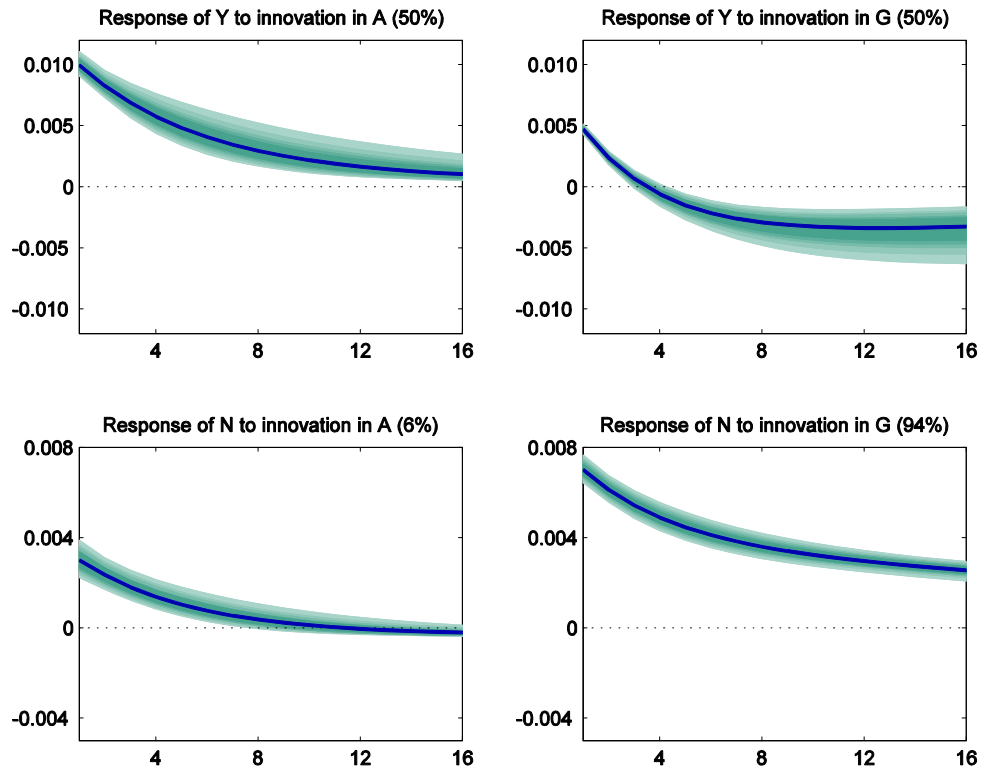 Response of Y to innovation in A (50%)
0.010
0.005
0
-0.005
-0.010
4 8 12 16
Response of Y to innovation in G (50%)
0.010
0.005
0
-0.005
-0.010
4 8 12 16
Response of N to innovation in A (6%)
0.008
0.004
0
-0.004
4 8 12 16
Response of N to innovation in G (94%)
0.008
0.004
0
-0.004
4 8 12 16